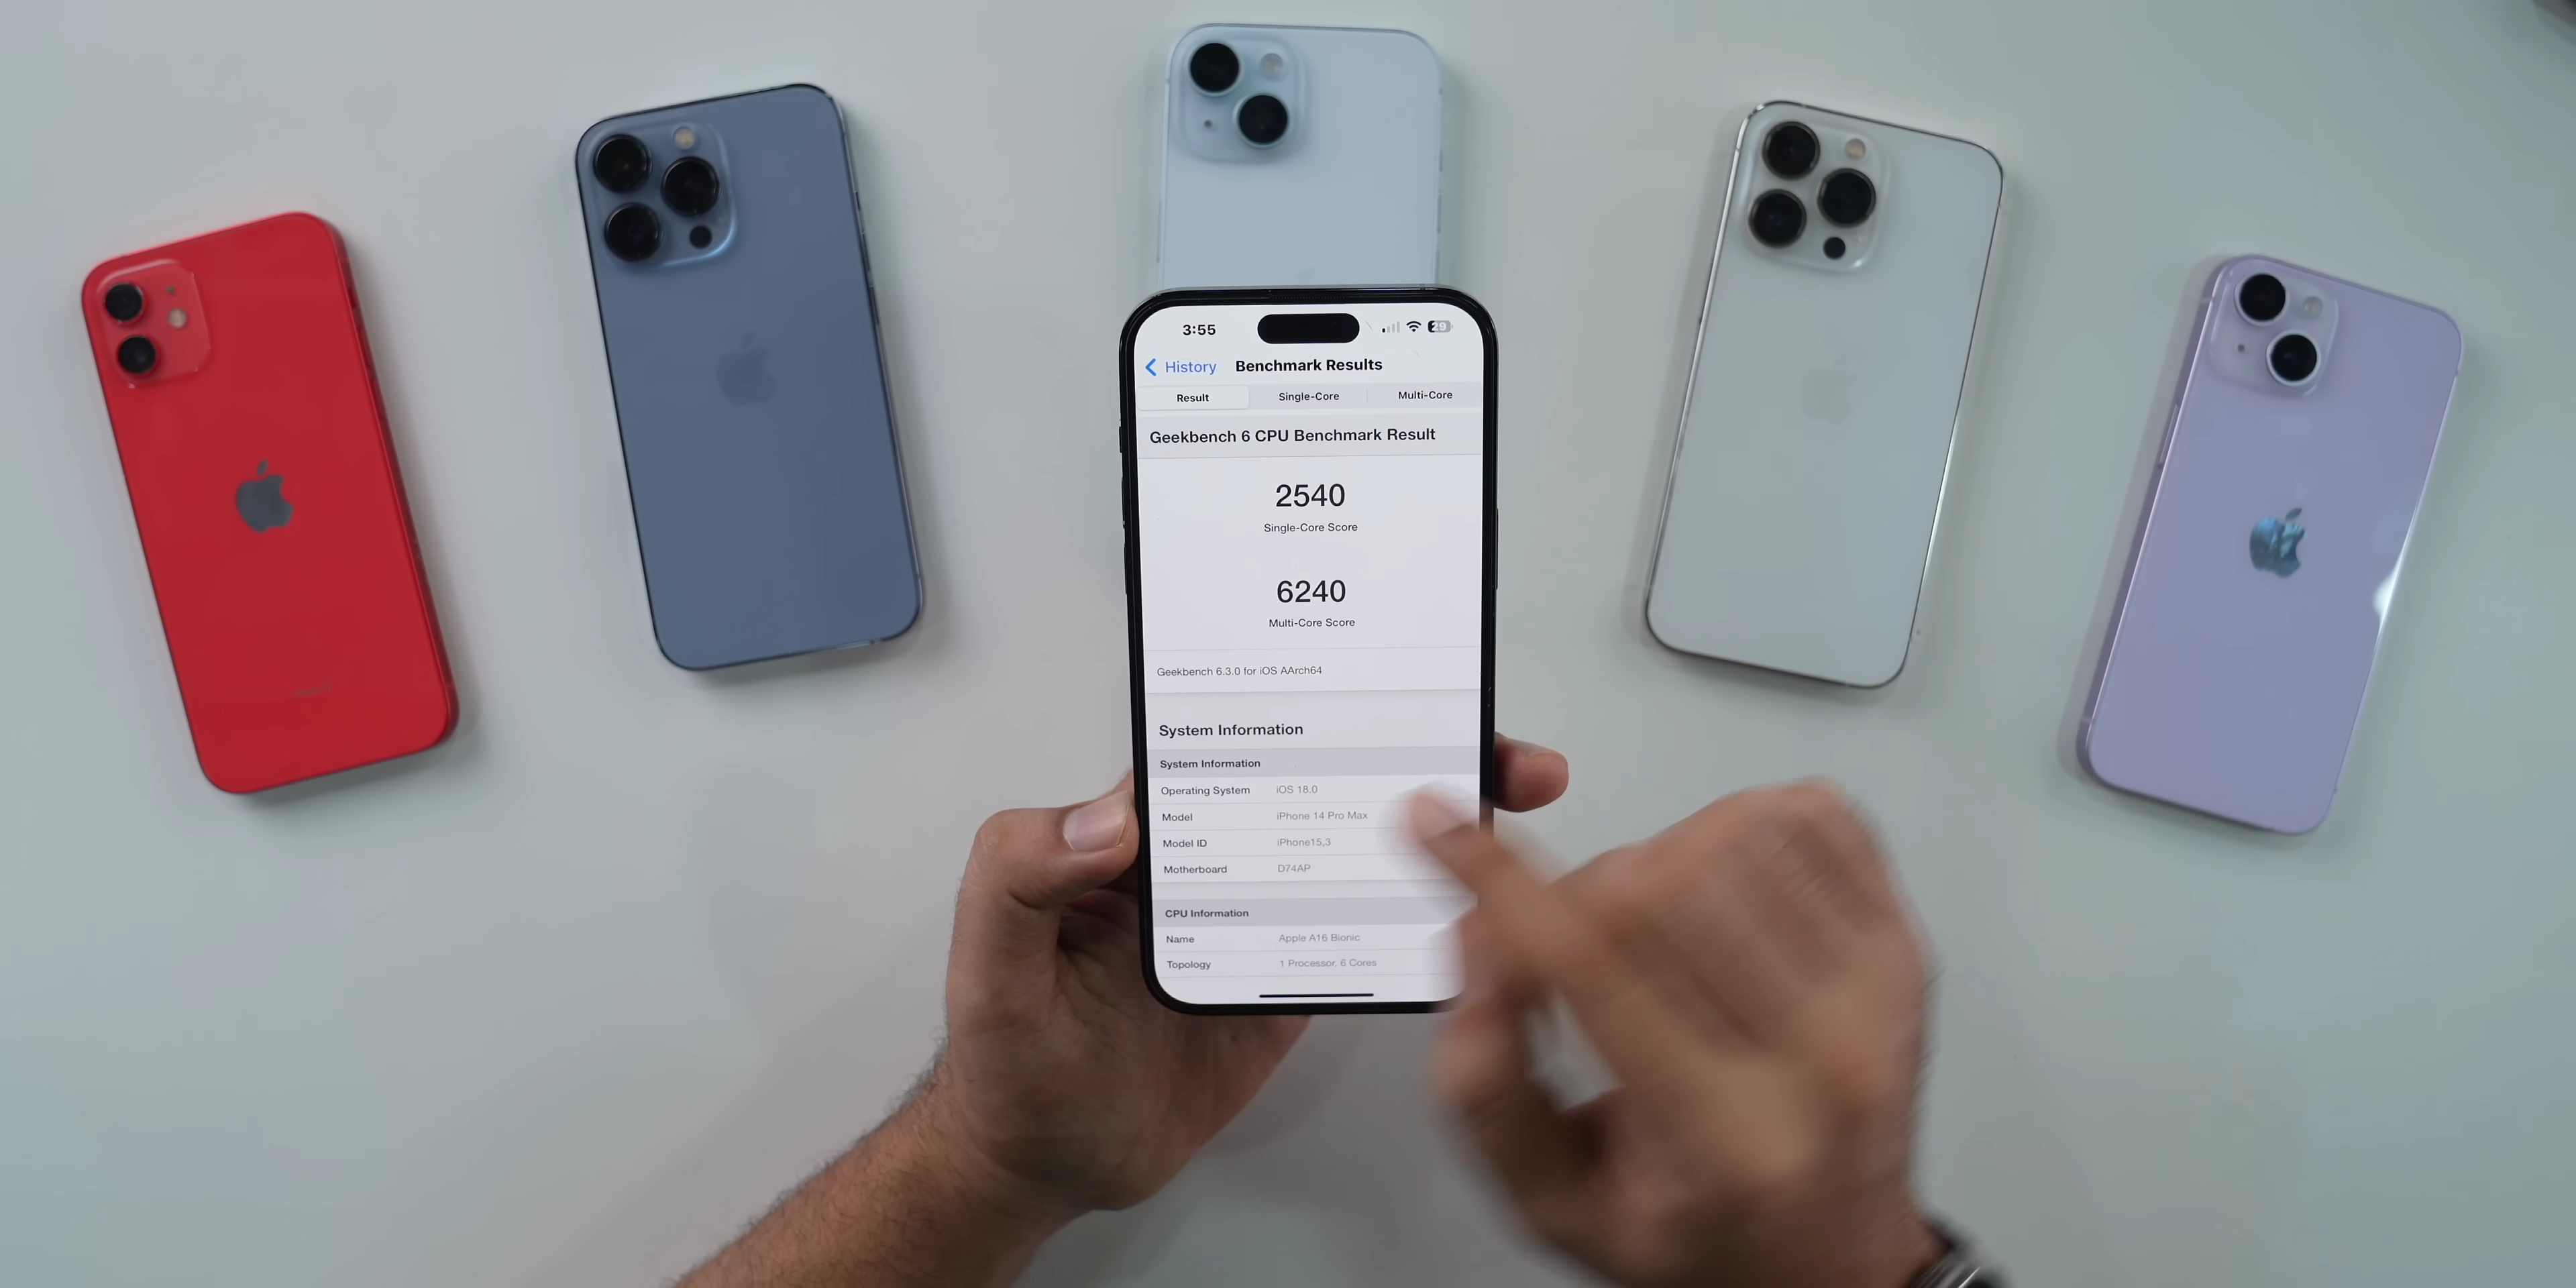 3:55
29
History Benchmark Results
Result Single-Core Multi-Core
Geekbench 6 CPU Benchmark Result
2540
Single-Core Score
6240
Multi-Core Score
Geekbench 6.3.0 for iOS AArch64
System Information
System Information
Operating System iOS 18.0
Model iPhone 14 Pro Max
Model ID iPhone15,3
Motherboard D74AP
CPU Information
Name Apple A16 Bionic
Topology 1 Processor, 6 Cores